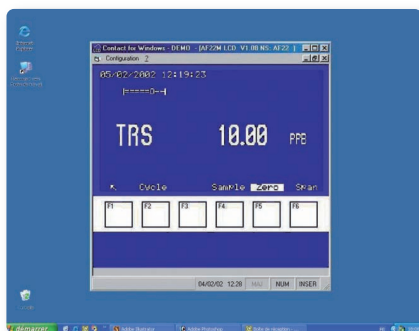 Contact for Windows - DEMO - [AF22M LCD V1.08 NS: AF22 ]
Configuration ?
05/02/2002 12:19:23
TRS 10.00 PPB
Cycle Sample Zero Span
F1 F2 F3 F4 F5 F6
04/02/02 12:28 MAJ NUM INSER
démarrer